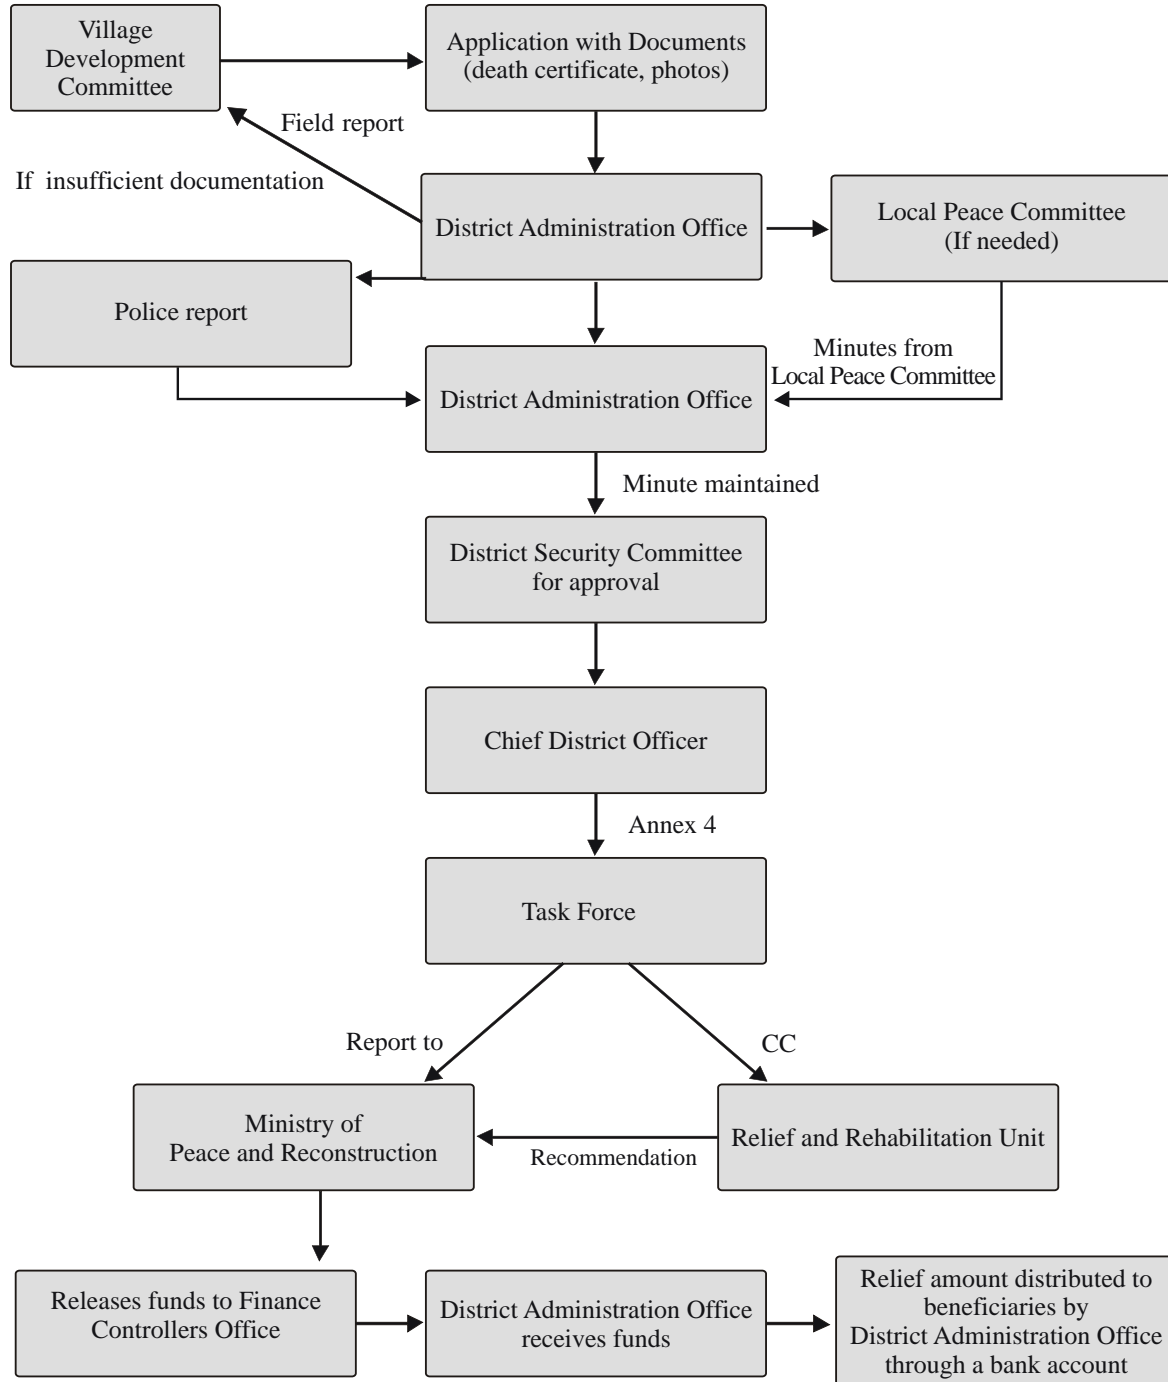 Village
Development
Committee
Application with Documents
(death certificate, photos)
Field report
If insufficient documentation
District Administration Office
Local Peace Committee
(If needed)
Police report
Minutes from
Local Peace Committee
District Administration Office
Minute maintained
District Security Committee
for approval
Chief District Officer
Annex 4
Task Force
Report to
CC
Ministry of
Peace and Reconstruction
Recommendation
Relief and Rehabilitation Unit
Releases funds to Finance
Controllers Office
District Administration Office
receives funds
Relief amount distributed to
beneficiaries by
District Administration Office
through a bank account